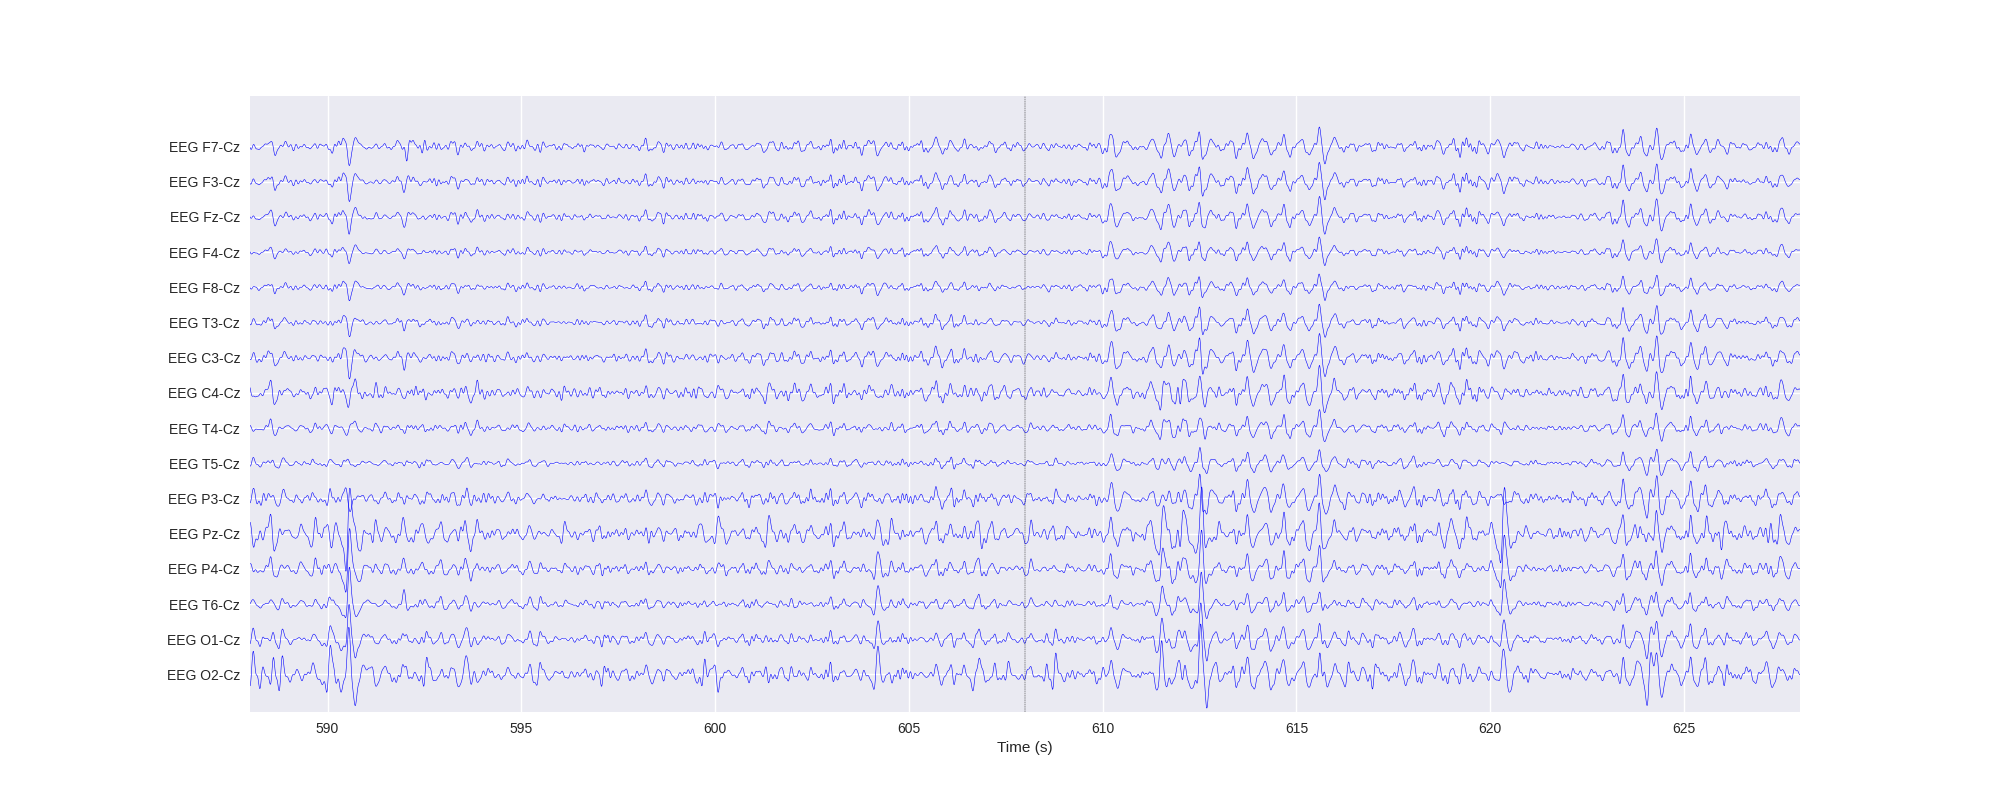 EEG F7-Cz
EEG F3-Cz
EEG Fz-Cz
EEG F4-Cz
EEG F8-Cz
EEG T3-Cz
EEG C3-Cz
EEG C4-Cz
EEG T4-Cz
EEG T5-Cz
EEG P3-Cz
EEG Pz-Cz
EEG P4-Cz
EEG T6-Cz
EEG O1-Cz
EEG O2-Cz
590 595 600 605 610 615 620 625
Time (s)